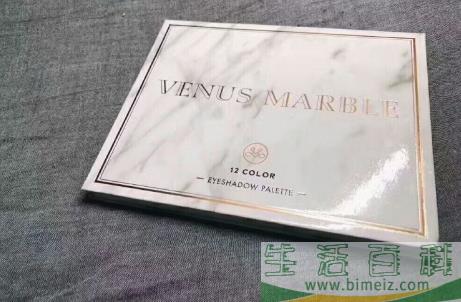 VENUS MARBLE
12 COLOR
— EYESHADOW PALETTE —
生活百科
www.bimeiz.com